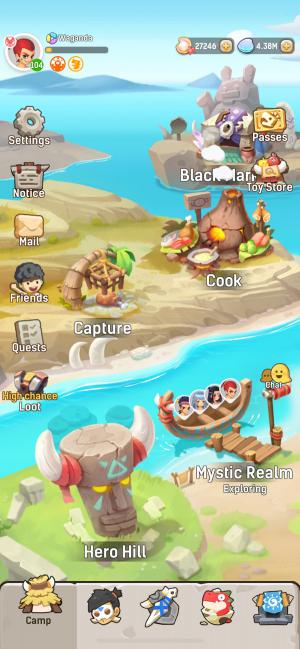 Waganda
104
27246
4.38M
Settings
Passes
Black Mar
Toy Store
Notice
Mail
Cook
Friends
Capture
Quests
High chance
Loot
Chat
Mystic Realm
Exploring
Hero Hill
Camp